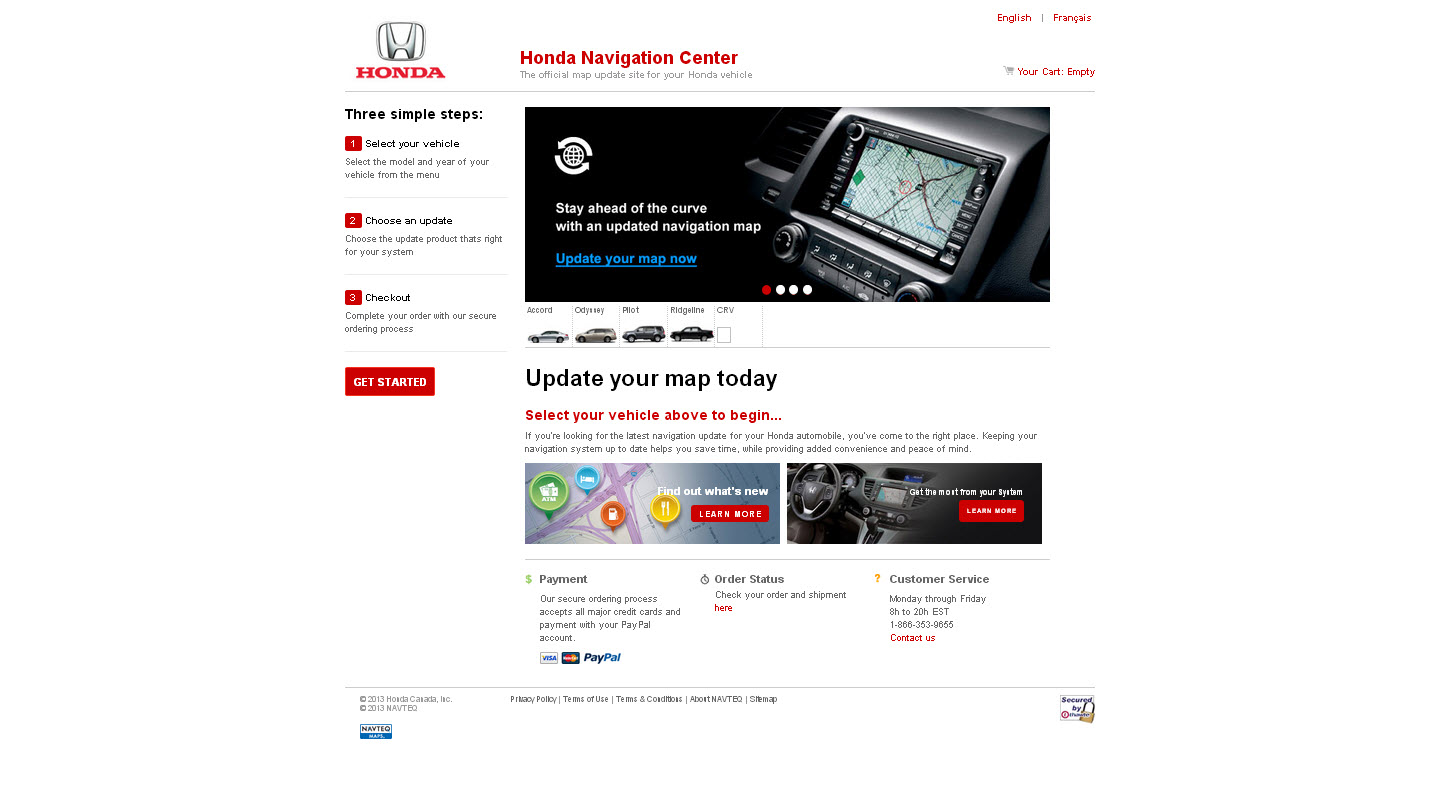 English | Français
HONDA
Honda Navigation Center
The official map update site for your Honda vehicle
Your Cart: Empty
Three simple steps:
1 Select your vehicle
Select the model and year of your
vehicle from the menu
2 Choose an update
Choose the update product thats right
for your system
3 Checkout
Complete your order with our secure
ordering process
GET STARTED
Stay ahead of the curve
with an updated navigation map
Update your map now
Accord
Odyssey
Pilot
Ridgeline
CRV
Update your map today
Select your vehicle above to begin...
If you're looking for the latest navigation update for your Honda automobile, you've come to the right place. Keeping your
navigation system up to date helps you save time, while providing added convenience and peace of mind.
ATM
Find out what's new
LEARN MORE
Get the most from your System
LEARN MORE
$ Payment
Our secure ordering process
accepts all major credit cards and
payment with your PayPal
account.
VISA MasterCard PayPal
Order Status
Check your order and shipment
here
? Customer Service
Monday through Friday
8h to 20h EST
1-866-353-9655
Contact us
© 2013 Honda Canada, Inc.
© 2013 NAVTEQ
Privacy Policy | Terms of Use | Terms & Conditions | About NAVTEQ | Sitemap
Secured
by
thawte
NAVTEQ
MAPS